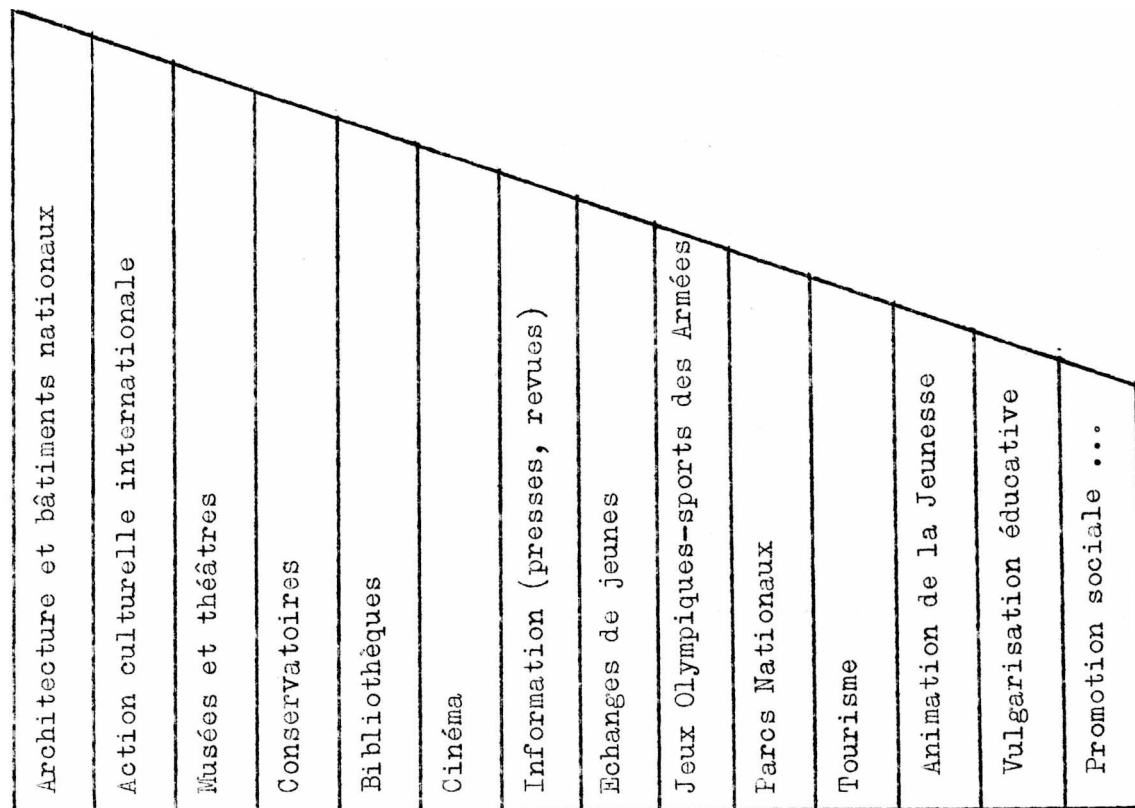 Architecture et bâtiments nationaux
Action culturelle internationale
Musées et théâtres
Conservatoires
Bibliothèques
Cinéma
Information (presses, revues)
Echanges de jeunes
Jeux Olympiques-sports des Armées
Parcs Nationaux
Tourisme
Animation de la Jeunesse
Vulgarisation éducative
Promotion sociale ...